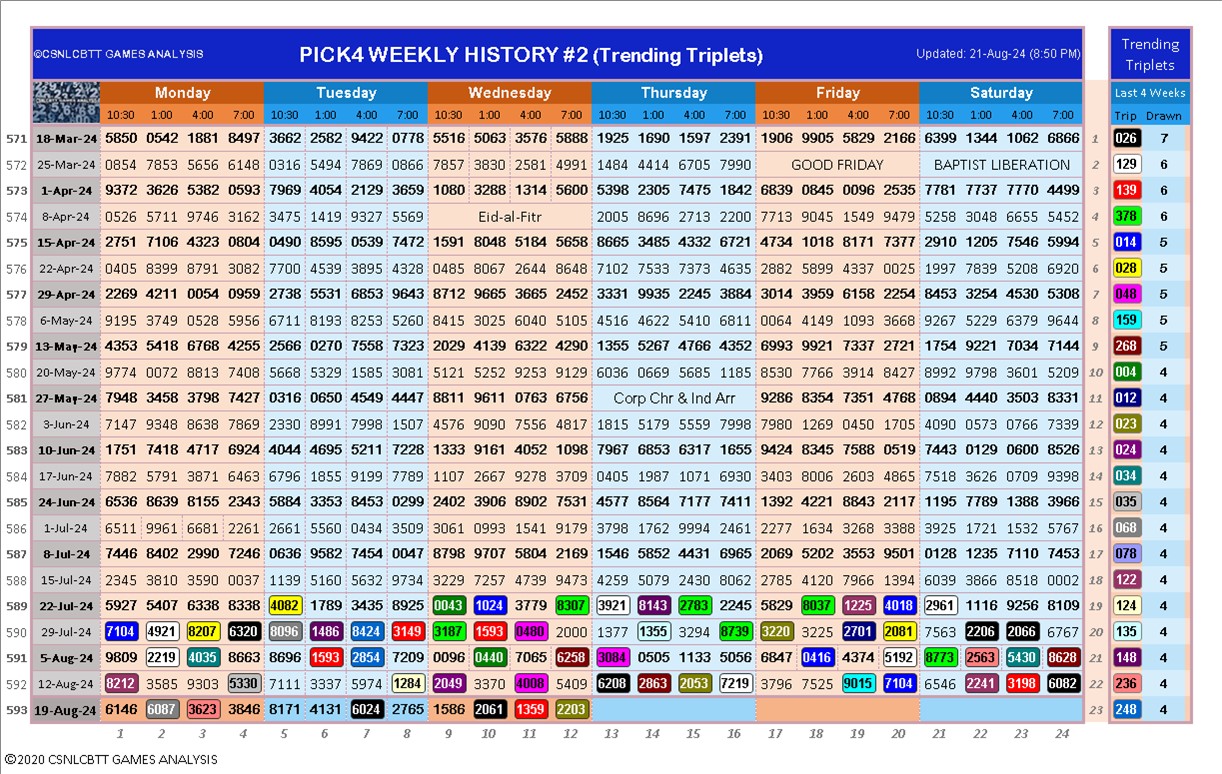 ©CSNLCBTT GAMES ANALYSIS PICK4 WEEKLY HISTORY #2 (Trending Triplets) Updated: 21-Aug-24 (8:50 PM) Trending Triplets
Monday Tuesday Wednesday Thursday Friday Saturday Last 4 Weeks
10:30 1:00 4:00 7:00 10:30 1:00 4:00 7:00 10:30 1:00 4:00 7:00 10:30 1:00 4:00 7:00 10:30 1:00 4:00 7:00 10:30 1:00 4:00 7:00 Trip Drawn
571 18-Mar-24 5850 0542 1881 8497 3662 2582 9422 0778 5516 5063 3576 5888 1925 1690 1597 2391 1906 9905 5829 2166 6399 1344 1062 6866 1 026 7
572 25-Mar-24 0854 7853 5656 6148 0316 5494 7869 0866 7857 3830 2581 4991 1484 4414 6705 7990 GOOD FRIDAY BAPTIST LIBERATION 2 129 6
573 1-Apr-24 9372 3626 5382 0593 7969 4054 2129 3659 1080 3288 1314 5600 5398 2305 7475 1842 6839 0845 0096 2535 7781 7737 7770 4499 3 139 6
574 8-Apr-24 0526 5711 9746 3162 3475 1419 9327 5569 Eid-al-Fitr 2005 8696 2713 2200 7713 9045 1549 9479 5258 3048 6655 5452 4 378 6
575 15-Apr-24 2751 7106 4323 0804 0490 8595 0539 7472 1591 8048 5184 5658 8665 3485 4332 6721 4734 1018 8171 7377 2910 1205 7546 5994 5 014 5
576 22-Apr-24 0405 8399 8791 3082 7700 4539 3895 4328 0485 8067 2644 8648 7102 7533 7373 4635 2882 5899 4337 0025 1997 7839 5208 6920 6 028 5
577 29-Apr-24 2269 4211 0054 0959 2738 5531 6853 9643 8712 9665 3665 2452 3331 9935 2245 3884 3014 3959 6158 2254 8453 3254 4530 5308 7 048 5
578 6-May-24 9195 3749 0528 5956 6711 8193 8253 5260 8415 3025 6040 5105 4516 4622 5410 6811 0064 4149 1093 3668 9267 5229 6379 9644 8 159 5
579 13-May-24 4353 5418 6768 4255 2566 0270 7558 7323 2029 4139 6322 4290 1355 5267 4766 4352 6993 9921 7337 2721 1754 9221 7034 7144 9 268 5
580 20-May-24 9774 0072 8813 7408 5668 5329 1585 3081 5121 5252 9253 9129 6036 0669 5685 1185 8530 7766 3914 8427 8992 9798 3601 5209 10 004 4
581 27-May-24 7948 3458 3798 7427 0316 0650 4549 4447 8811 9611 0763 6756 Corp Chr & Ind Arr 9286 8354 7351 4768 0894 4440 3503 8331 11 012 4
582 3-Jun-24 7147 9348 8638 7869 2330 8991 7998 1507 4576 9090 7556 4817 1815 5179 5559 7998 7980 1269 0450 1705 4090 0573 0766 7339 12 023 4
583 10-Jun-24 1751 7418 4717 6924 4044 4695 5211 7228 1333 9161 4052 1098 7967 6853 6317 1655 9424 8345 7588 0519 7443 0129 0600 8526 13 024 4
584 17-Jun-24 7882 5791 3871 6463 6796 1855 9199 7789 1107 2667 9278 3709 0405 1987 1071 6930 3403 8006 2603 4865 7518 3626 0709 9398 14 034 4
585 24-Jun-24 6536 8639 8155 2343 5884 3353 8453 0299 2402 3906 8902 7531 4577 8564 7177 7411 1392 4221 8843 2117 1195 7789 1388 3966 15 035 4
586 1-Jul-24 6511 9961 6681 2261 2661 5560 0434 3509 3061 0993 1541 9179 3798 1762 9994 2461 2277 1634 3268 3388 3925 1721 1532 5767 16 068 4
587 8-Jul-24 7446 8402 2990 7246 0636 9582 7454 0047 8798 9707 5804 2169 1546 5852 4431 6965 2069 5202 3553 9501 0128 1235 7110 7453 17 078 4
588 15-Jul-24 2345 3810 3590 0037 1139 5160 5632 9734 3229 7257 4739 9473 4259 5079 2430 8062 2785 4120 7966 1394 6039 3866 8518 0002 18 122 4
589 22-Jul-24 5927 5407 6338 8338 4082 1789 3435 8925 0043 1024 3779 8307 3921 8143 2783 2245 5829 8037 1225 4018 2961 1116 9256 8109 19 124 4
590 29-Jul-24 7104 4921 8207 6320 8096 1486 8424 3149 3187 1593 0480 2000 1377 1355 3294 8739 3220 3225 2701 2081 7563 2206 2066 6767 20 135 4
591 5-Aug-24 9809 2219 4035 8663 8696 1593 2854 7209 0096 0440 7065 6258 3084 0505 1133 5056 6847 0416 4374 5192 8773 2563 5430 8628 21 148 4
592 12-Aug-24 8212 3585 9303 5330 7111 3337 5974 1284 2049 3370 4008 5409 6208 2863 2053 7219 3796 7525 9015 7104 6546 2241 3198 6082 22 236 4
593 19-Aug-24 6146 6087 3623 3846 8171 4131 6024 2765 1586 2061 1359 2203 23 248 4
1 2 3 4 5 6 7 8 9 10 11 12 13 14 15 16 17 18 19 20 21 22 23 24
©2020 CSNLCBTT GAMES ANALYSIS